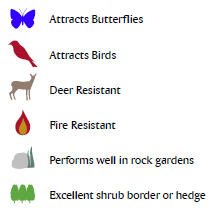 Attracts Butterflies
Attracts Birds
Deer Resistant
Fire Resistant
Performs well in rock gardens
Excellent shrub border or hedge